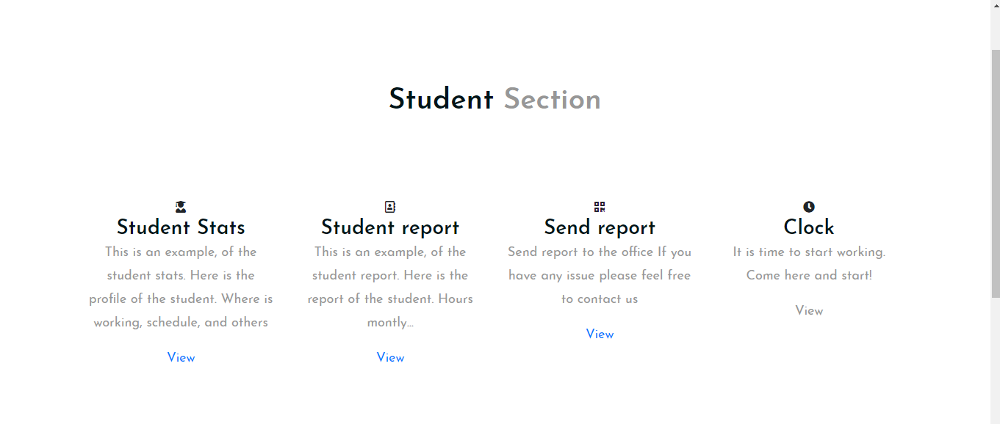 Student Section
Student Stats
This is an example, of the
student stats. Here is the
profile of the student. Where is
working, schedule, and others
View
Student report
This is an example, of the
student report. Here is the
report of the student. Hours
montly...
View
Send report
Send report to the office If you
have any issue please feel free
to contact us
View
Clock
It is time to start working.
Come here and start!
View